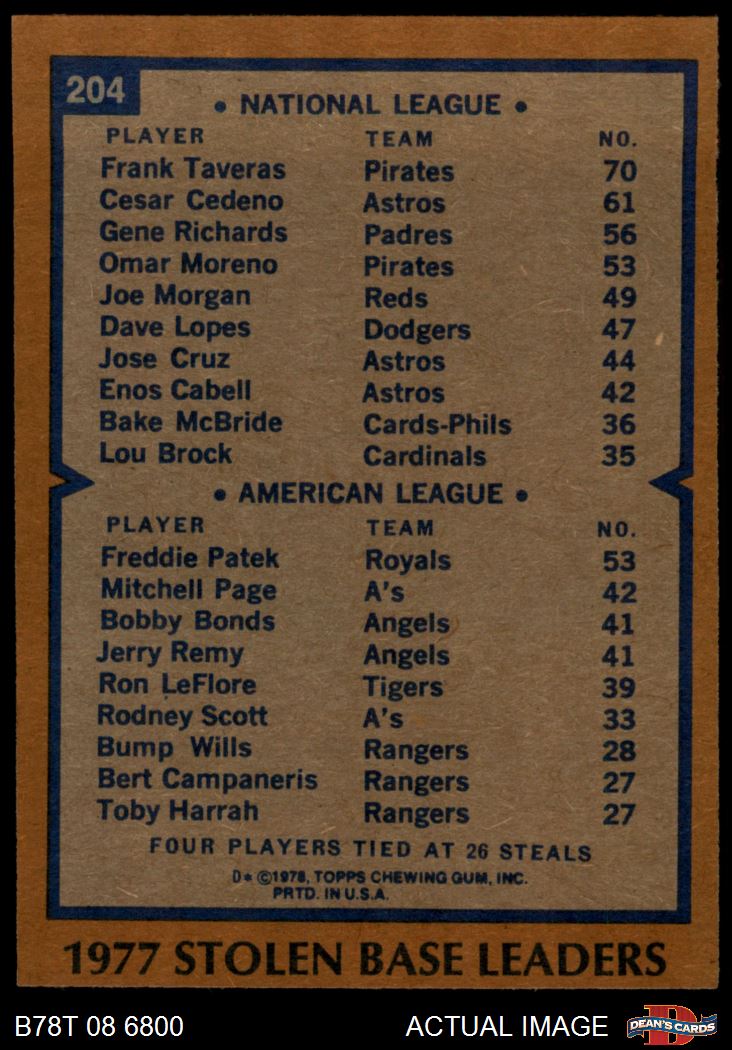 204
• NATIONAL LEAGUE •
PLAYER TEAM NO.
Frank Taveras Pirates 70
Cesar Cedeno Astros 61
Gene Richards Padres 56
Omar Moreno Pirates 53
Joe Morgan Reds 49
Dave Lopes Dodgers 47
Jose Cruz Astros 44
Enos Cabell Astros 42
Bake McBride Cards-Phils 36
Lou Brock Cardinals 35
• AMERICAN LEAGUE •
PLAYER TEAM NO.
Freddie Patek Royals 53
Mitchell Page A's 42
Bobby Bonds Angels 41
Jerry Remy Angels 41
Ron LeFlore Tigers 39
Rodney Scott A's 33
Bump Wills Rangers 28
Bert Campaneris Rangers 27
Toby Harrah Rangers 27
FOUR PLAYERS TIED AT 26 STEALS
D* ©1978, TOPPS CHEWING GUM, INC.
PRTD. IN U.S.A.
1977 STOLEN BASE LEADERS
B78T 08 6800 ACTUAL IMAGE D DEAN'S CARDS